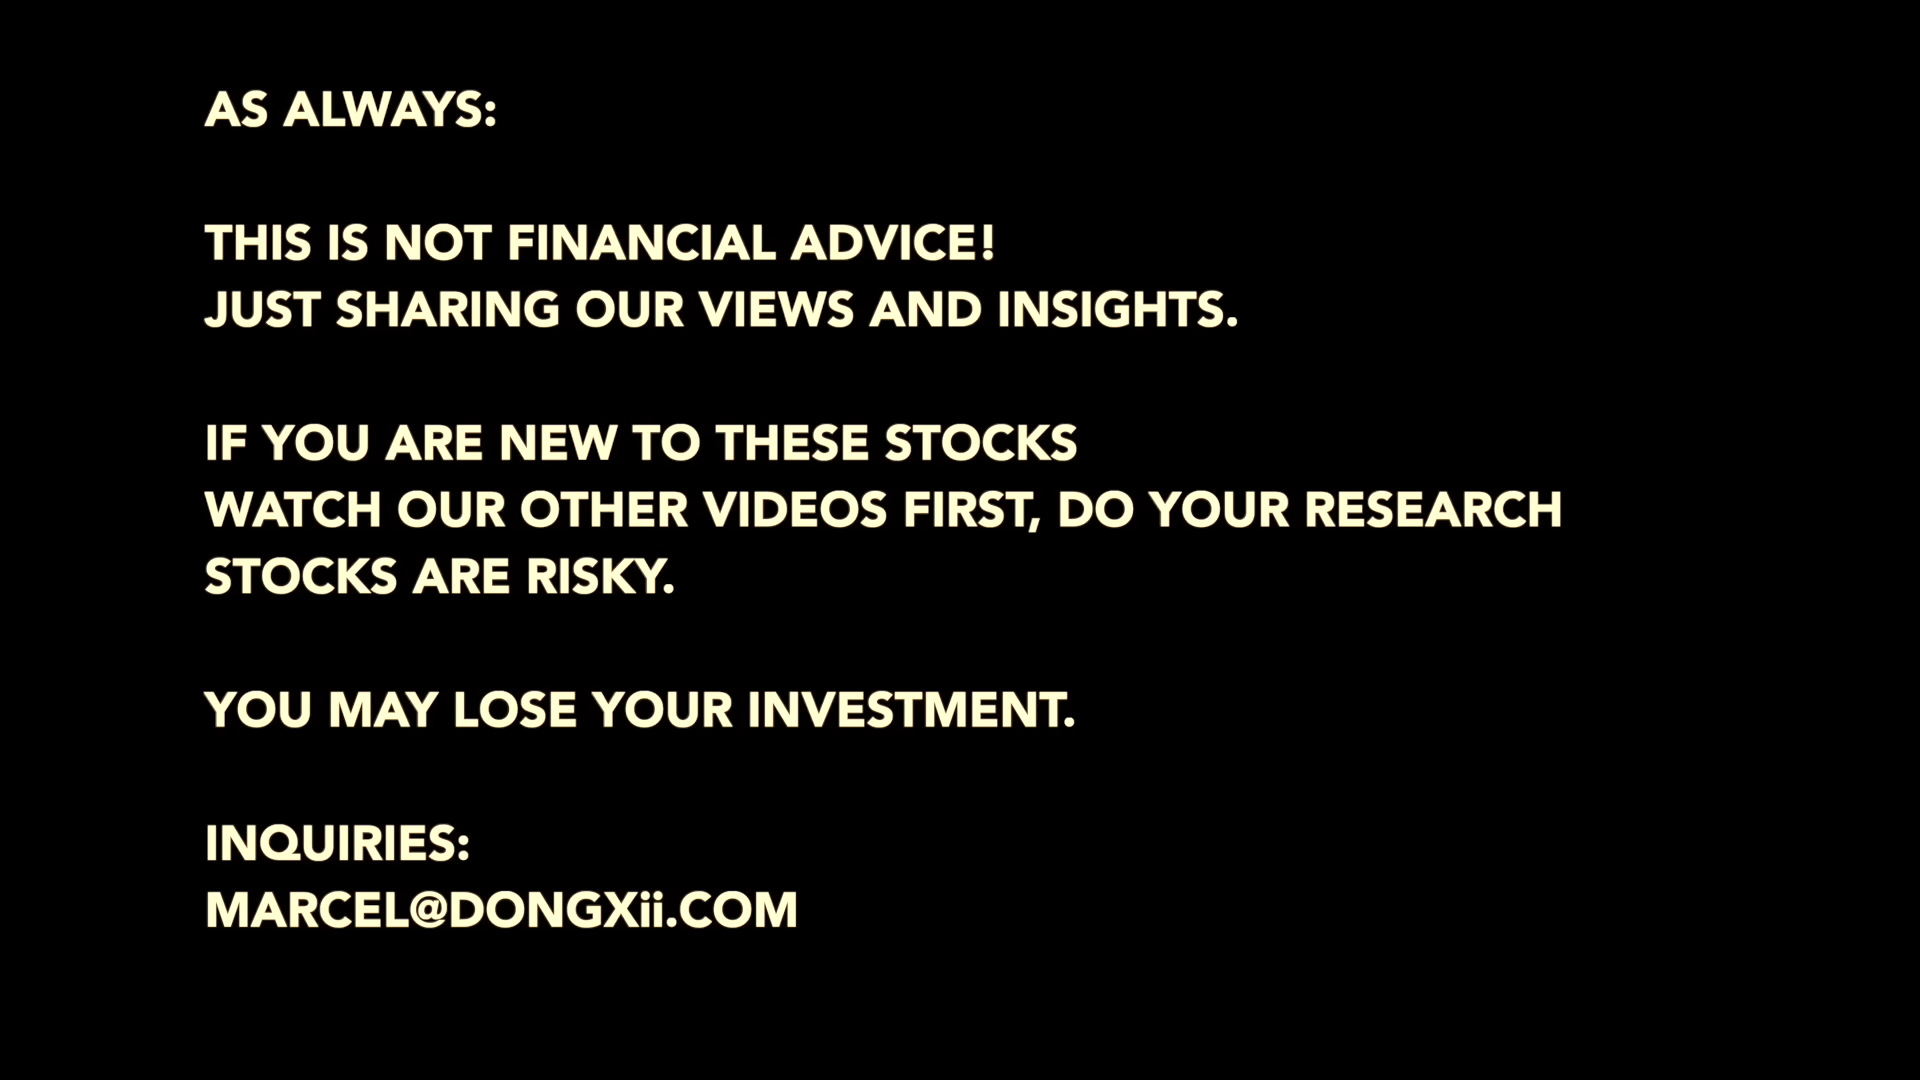 AS ALWAYS:
THIS IS NOT FINANCIAL ADVICE!
JUST SHARING OUR VIEWS AND INSIGHTS.
IF YOU ARE NEW TO THESE STOCKS
WATCH OUR OTHER VIDEOS FIRST, DO YOUR RESEARCH
STOCKS ARE RISKY.
YOU MAY LOSE YOUR INVESTMENT.
INQUIRIES:
MARCEL@DONGXii.COM